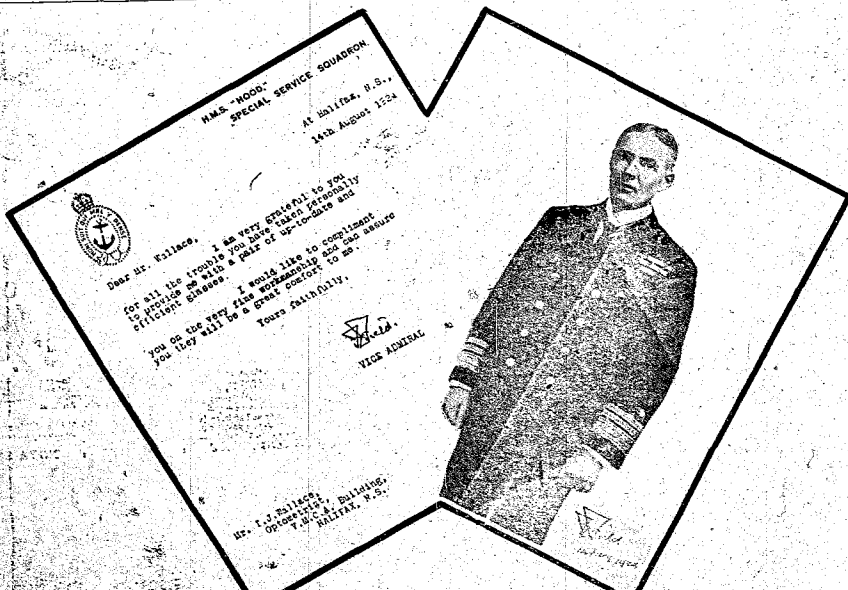 H.M.S. "HOOD,"
SPECIAL SERVICE SQUADRON
At Halifax, N.S.,
14th August 1924
Dear Mr. Wallace,
I am very grateful to you
for all the trouble you have taken personally
to provide me with a pair of up-to-date and
efficient glasses.
I would like to compliment
you on the very fine workmanship and can assure
you they will be a great comfort to me.
Yours faithfully,
Field.
VICE ADMIRAL
Mr. T.J.Wallace,
Optometrist,
Y.M.C.A. Building,
HALIFAX, N.S.
Field
1924